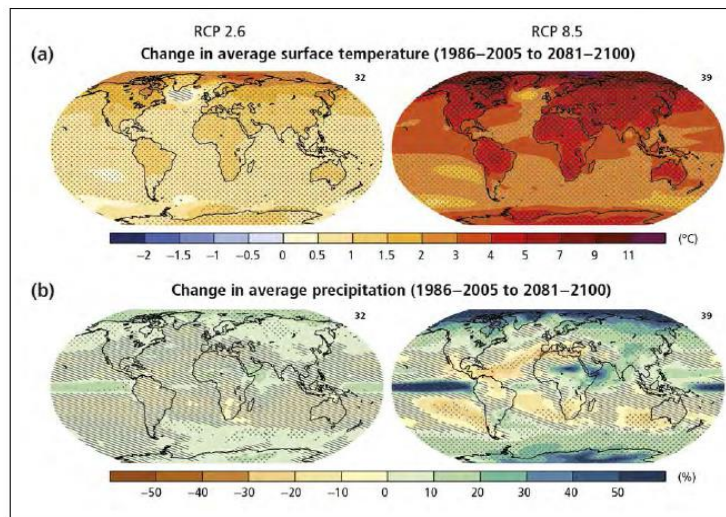 RCP 2.6 RCP 8.5
(a) Change in average surface temperature (1986–2005 to 2081–2100)
32 39
−2 −1.5 −1 −0.5 0 0.5 1 1.5 2 3 4 5 7 9 11 (°C)
(b) Change in average precipitation (1986–2005 to 2081–2100)
32 39
−50 −40 −30 −20 −10 0 10 20 30 40 50 (%)